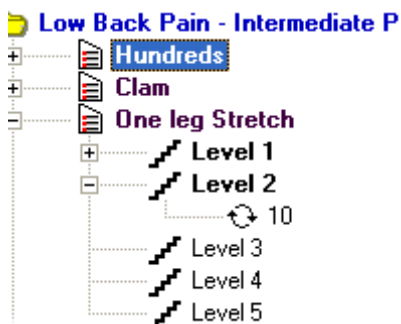 Low Back Pain - Intermediate P
Hundreds
Clam
One leg Stretch
Level 1
Level 2
10
Level 3
Level 4
Level 5